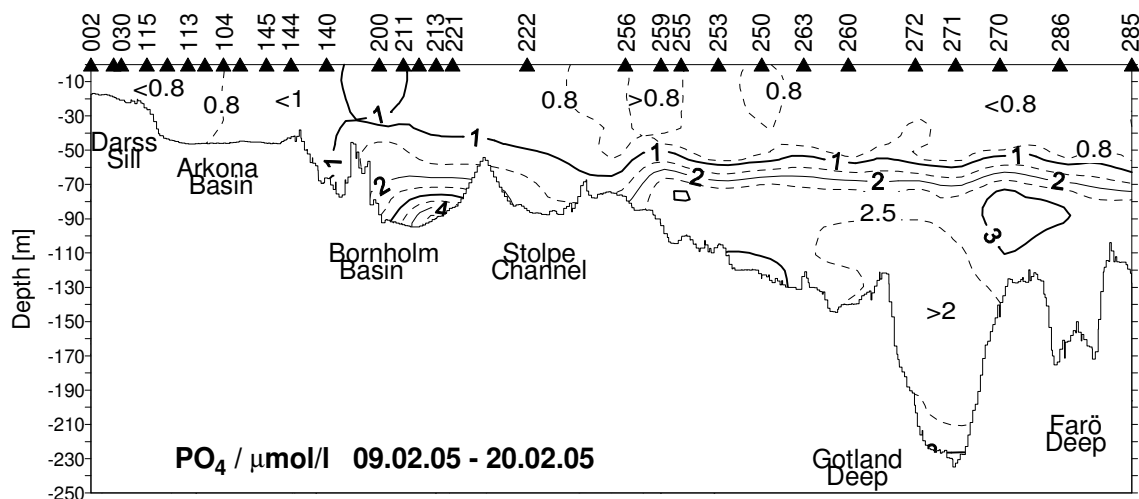 002 030 115 113 104 145 144 140 200 211 213 221 222 256 259 255 253 250 263 260 272 271 270 286 285
-10
-30
-50
-70
-90
-110
-130
-150
-170
-190
-210
-230
-250
Depth [m]
<0.8
0.8
<1
0.8
>0.8
0.8
<0.8
0.8
1
1
1
1
1
1
2
2
2
2
2.5
3
4
>2
Darss
Sill
Arkona
Basin
Bornholm
Basin
Stolpe
Channel
Gotland
Deep
Farö
Deep
PO₄ / µmol/l 09.02.05 - 20.02.05